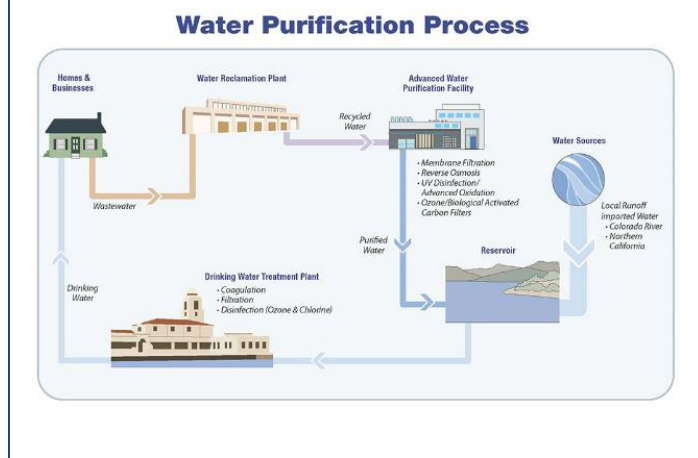 Water Purification Process
Homes &
Businesses
Water Reclamation Plant
Advanced Water
Purification Facility
Recycled
Water
Water Sources
• Membrane Filtration
• Reverse Osmosis
• UV Disinfection/
Advanced Oxidation
• Ozone/Biological Activated
Carbon Filters
Wastewater
Local Runoff
Imported Water
• Colorado River
• Northern
California
Purified
Water
Reservoir
Drinking Water Treatment Plant
• Coagulation
• Filtration
• Disinfection (Ozone & Chlorine)
Drinking
Water